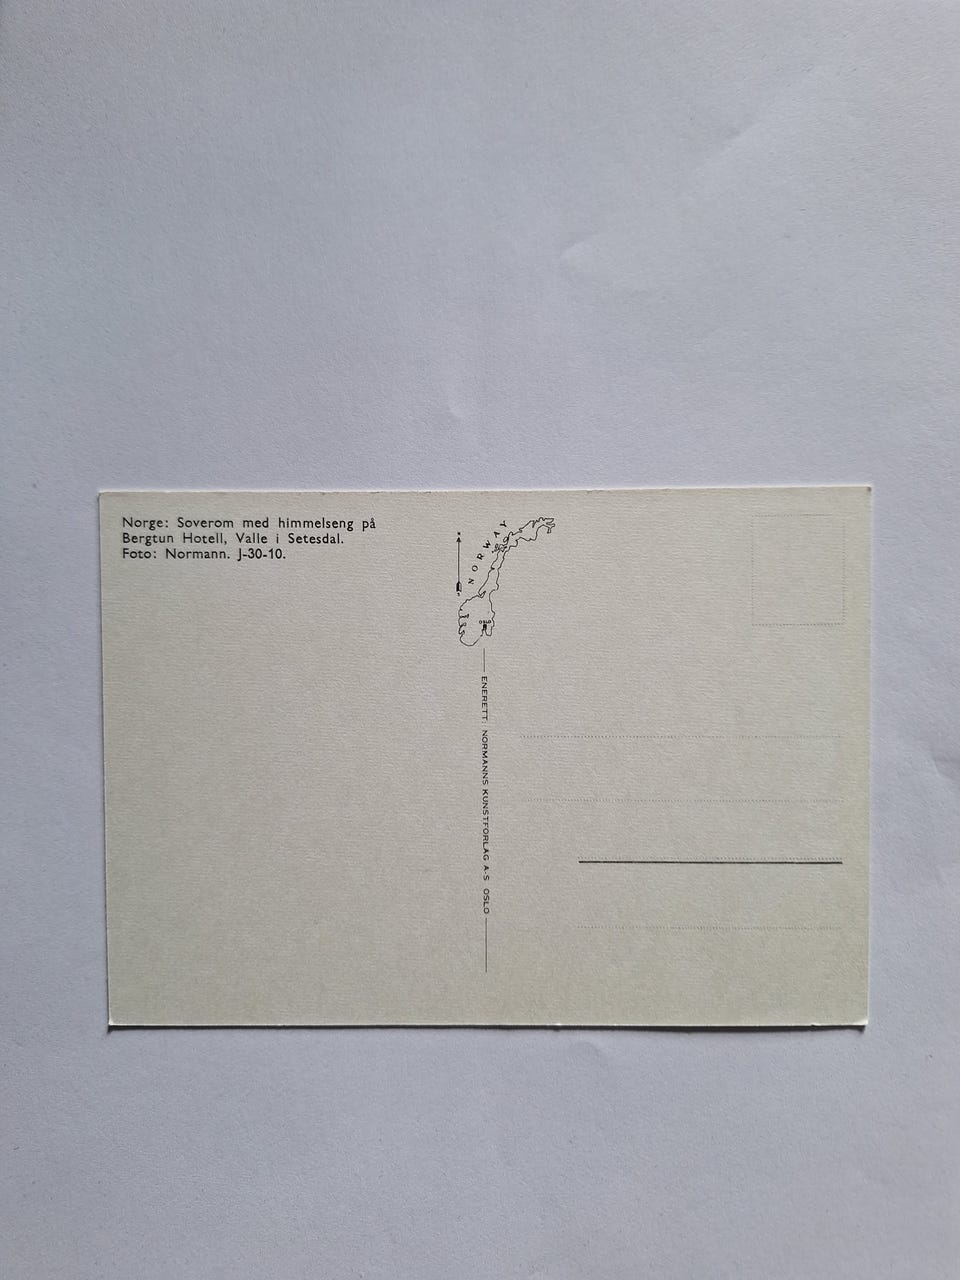 Norge: Soverom med himmelseng på
Bergtun Hotell, Valle i Setesdal.
Foto: Normann. J-30-10.
NORWAY
OSLO
ENERETT: NORMANNS KUNSTFORLAG A-S OSLO